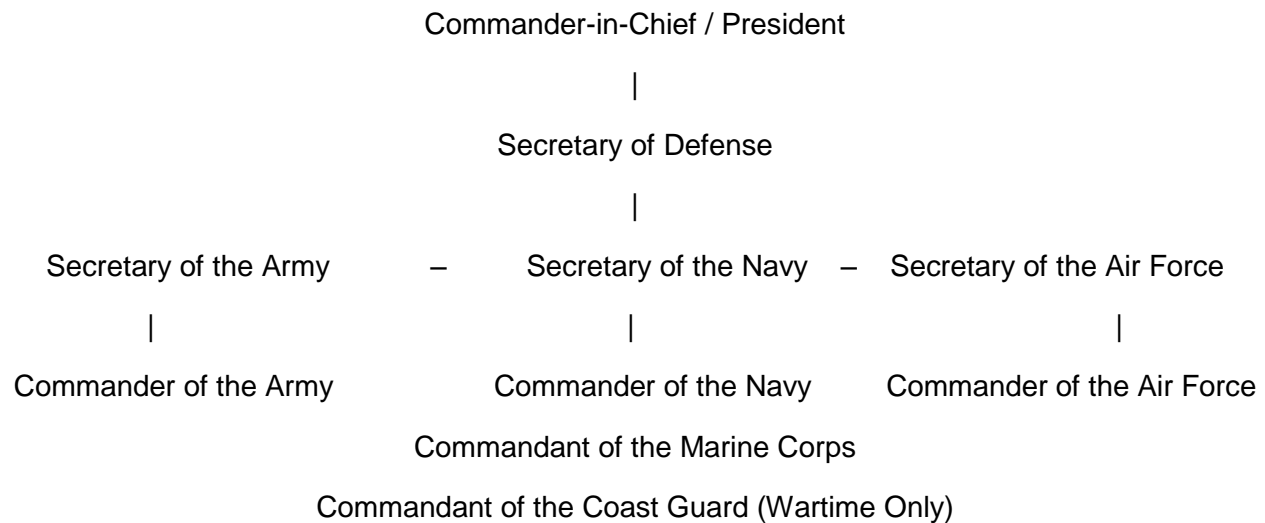 Commander-in-Chief / President
|
Secretary of Defense
|
Secretary of the Army – Secretary of the Navy – Secretary of the Air Force
| | |
Commander of the Army Commander of the Navy Commander of the Air Force
Commandant of the Marine Corps
Commandant of the Coast Guard (Wartime Only)